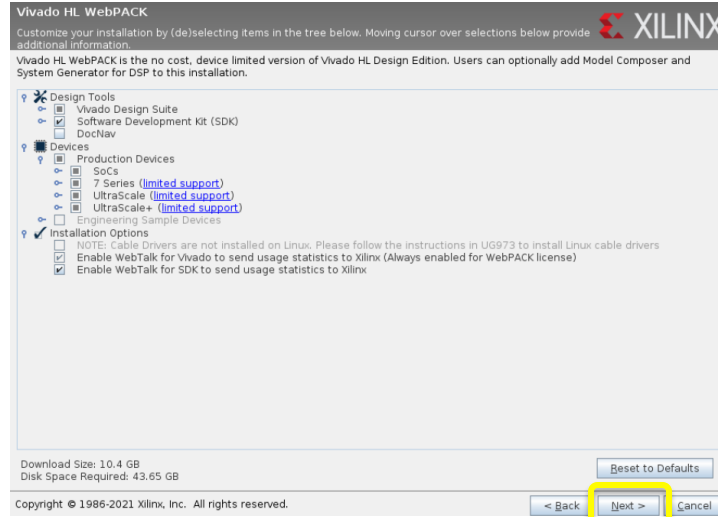 Vivado HL WebPACK
Customize your installation by (de)selecting items in the tree below. Moving cursor over selections below provide
additional information.
XILINX
Vivado HL WebPACK is the no cost, device limited version of Vivado HL Design Edition. Users can optionally add Model Composer and
System Generator for DSP to this installation.
Design Tools
Vivado Design Suite
Software Development Kit (SDK)
DocNav
Devices
Production Devices
SoCs
7 Series (limited support)
UltraScale (limited support)
UltraScale+ (limited support)
Engineering Sample Devices
Installation Options
NOTE: Cable Drivers are not installed on Linux. Please follow the instructions in UG973 to install Linux cable drivers
Enable WebTalk for Vivado to send usage statistics to Xilinx (Always enabled for WebPACK license)
Enable WebTalk for SDK to send usage statistics to Xilinx
Download Size: 10.4 GB
Disk Space Required: 43.65 GB
Reset to Defaults
Copyright © 1986-2021 Xilinx, Inc. All rights reserved.
< Back Next > Cancel